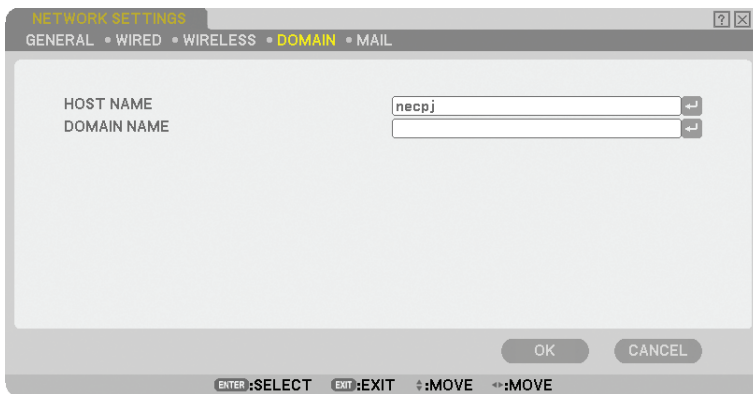 NETWORK SETTINGS ?
GENERAL • WIRED • WIRELESS • DOMAIN • MAIL
HOST NAME necpj
DOMAIN NAME
OK CANCEL
ENTER:SELECT EXIT:EXIT :MOVE :MOVE